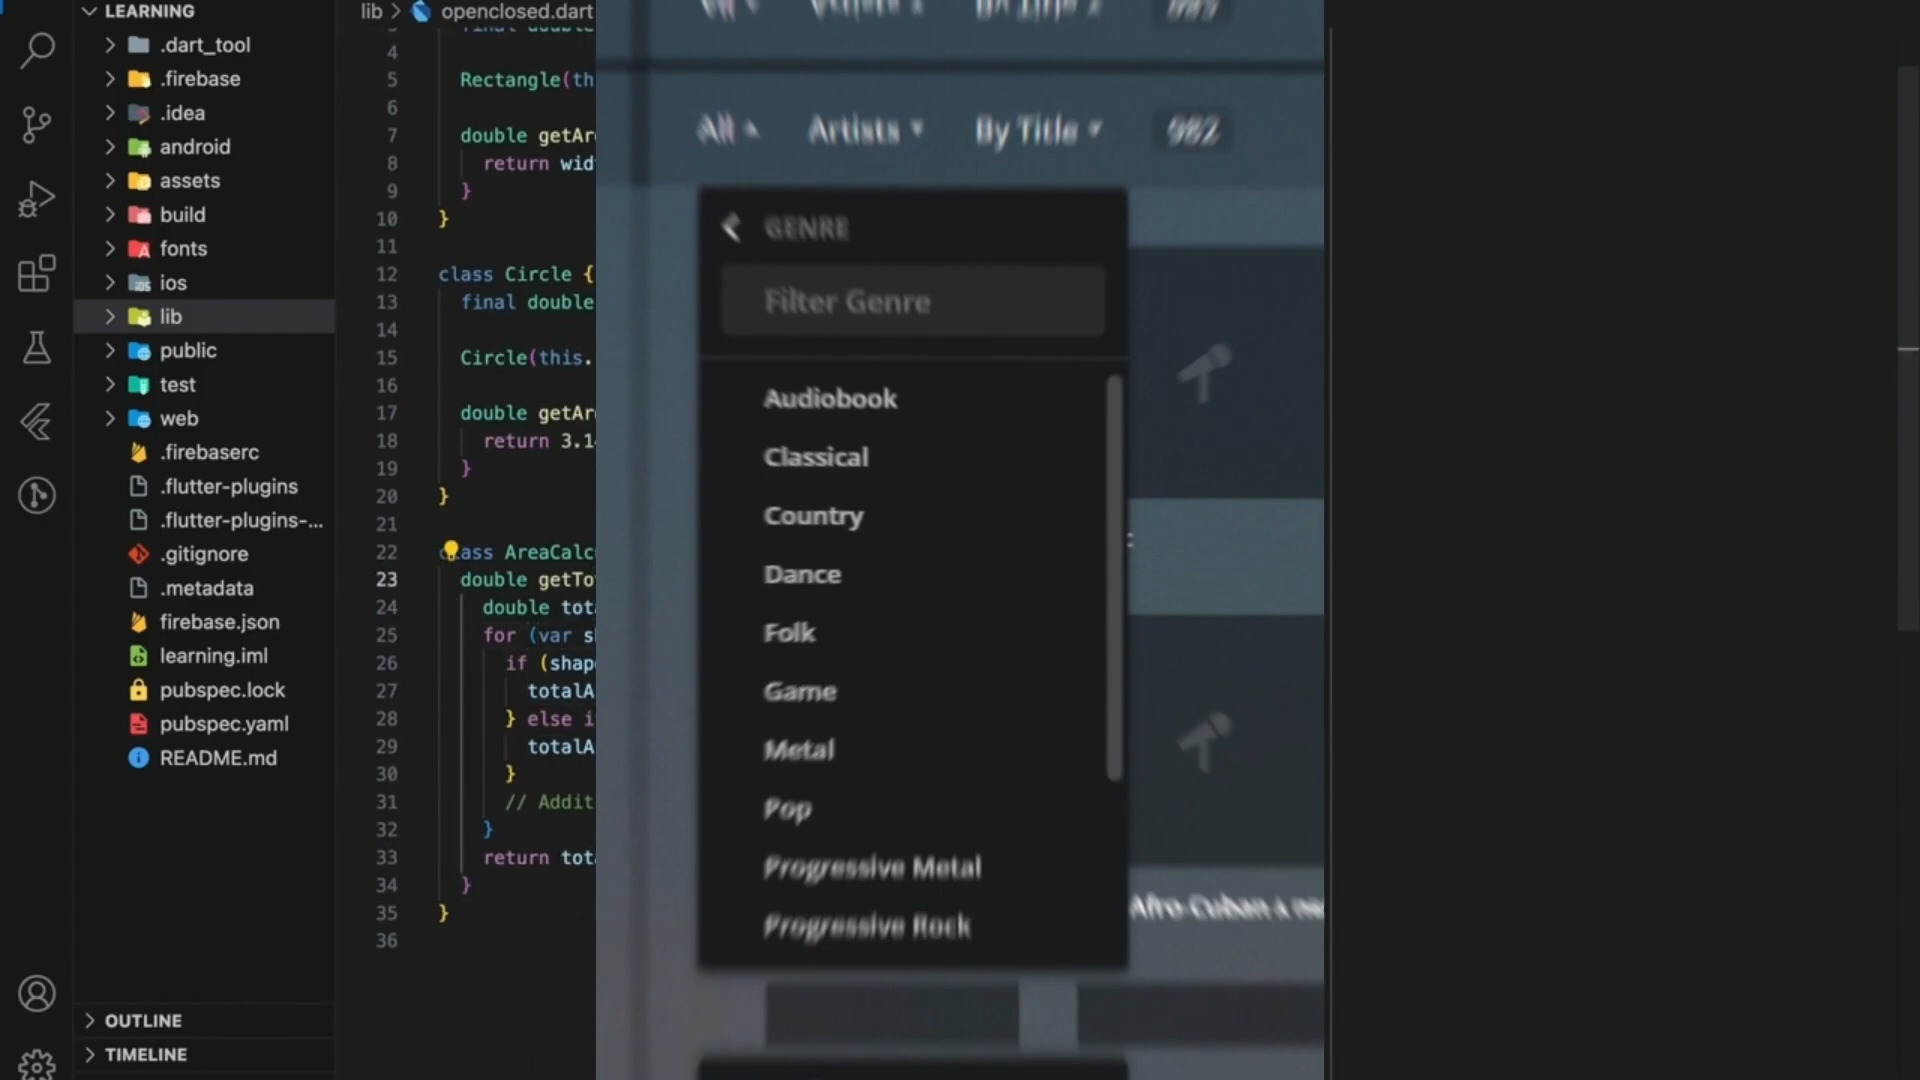 LEARNING
.dart_tool
.firebase
.idea
android
assets
build
fonts
ios
lib
public
test
web
.firebaserc
.flutter-plugins
.flutter-plugins-...
.gitignore
.metadata
firebase.json
learning.iml
pubspec.lock
pubspec.yaml
README.md
OUTLINE
TIMELINE
lib > openclosed.dart
4
5 Rectangle(th
6
7 double getAre
8 return wid
9 }
10 }
11
12 class Circle {
13 final double
14
15 Circle(this.
16
17 double getAre
18 return 3.1
19 }
20 }
21
22 class AreaCalc
23 double getTo
24 double tota
25 for (var s
26 if (shap
27 totalA
28 } else i
29 totalA
30 }
31 // Addit
32 }
33 return tot
34 }
35 }
36
All Artists By Title 982
GENRE
Filter Genre
Audiobook
Classical
Country
Dance
Folk
Game
Metal
Pop
Progressive Metal
Progressive Rock
Afro-Cuban